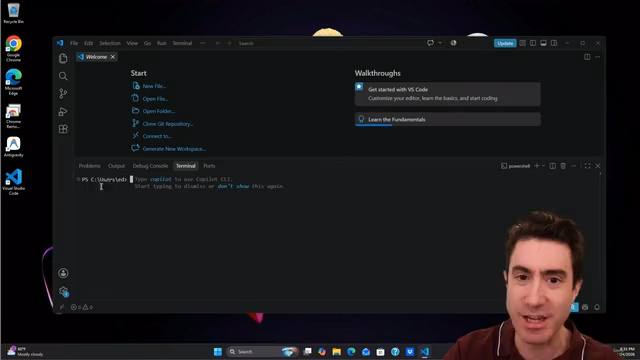 Recycle Bin
Google Chrome
Microsoft Edge
Chrome Remo...
Antigravity
Visual Studio Code
File Edit Selection View Go Run Terminal
Search
Update
Welcome
Start
New File...
Open File...
Open Folder...
Clone Git Repository...
Connect to...
Generate New Workspace...
Walkthroughs
Get started with VS Code
Customize your editor, learn the basics, and start coding
Learn the Fundamentals
Problems Output Debug Console Terminal Ports
powershell
PS C:\Users\ed> Type copilot to use Copilot CLI.
Start typing to dismiss or don't show this again.
0 0
Mostly cloudy
Search